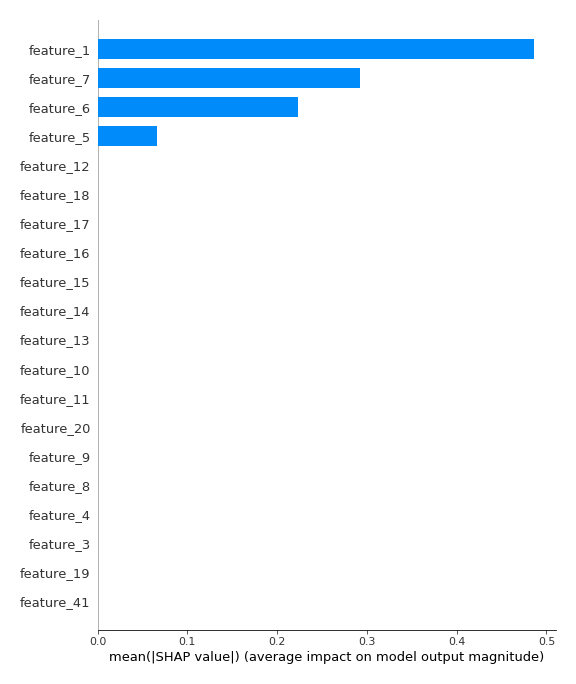 feature_1
feature_7
feature_6
feature_5
feature_12
feature_18
feature_17
feature_16
feature_15
feature_14
feature_13
feature_10
feature_11
feature_20
feature_9
feature_8
feature_4
feature_3
feature_19
feature_41
0.0 0.1 0.2 0.3 0.4 0.5
mean(|SHAP value|) (average impact on model output magnitude)